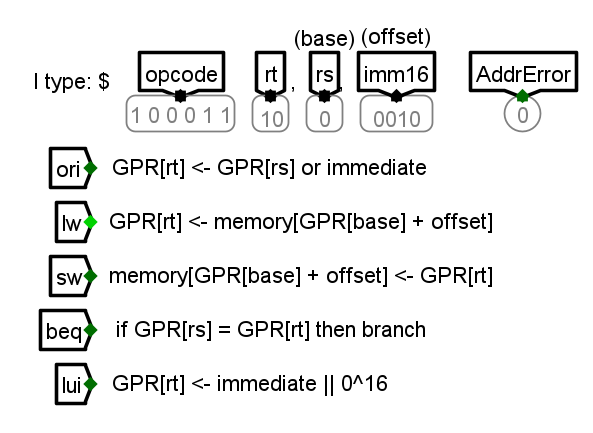 (base) (offset)
I type: $ opcode rt , rs , imm16 AddrError
1 0 0 0 1 1 10 0 0010 0
ori GPR[rt] <- GPR[rs] or immediate
lw GPR[rt] <- memory[GPR[base] + offset]
sw memory[GPR[base] + offset] <- GPR[rt]
beq if GPR[rs] = GPR[rt] then branch
lui GPR[rt] <- immediate || 0^16